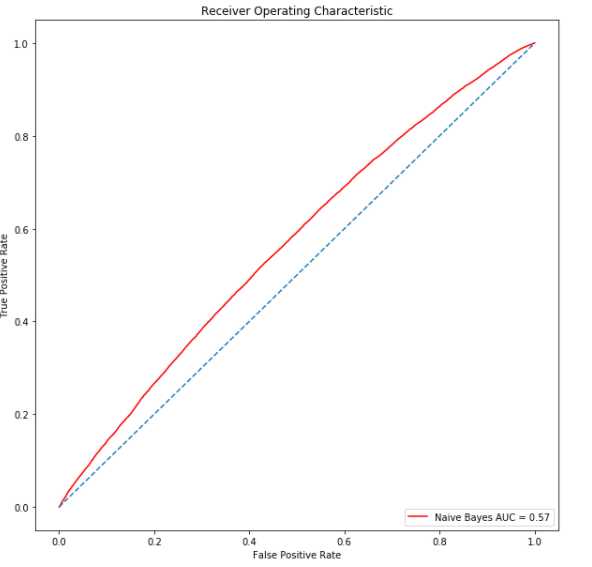 Receiver Operating Characteristic
1.0
0.8
0.6
0.4
0.2
0.0
True Positive Rate
0.0 0.2 0.4 0.6 0.8 1.0
False Positive Rate
Naive Bayes AUC = 0.57